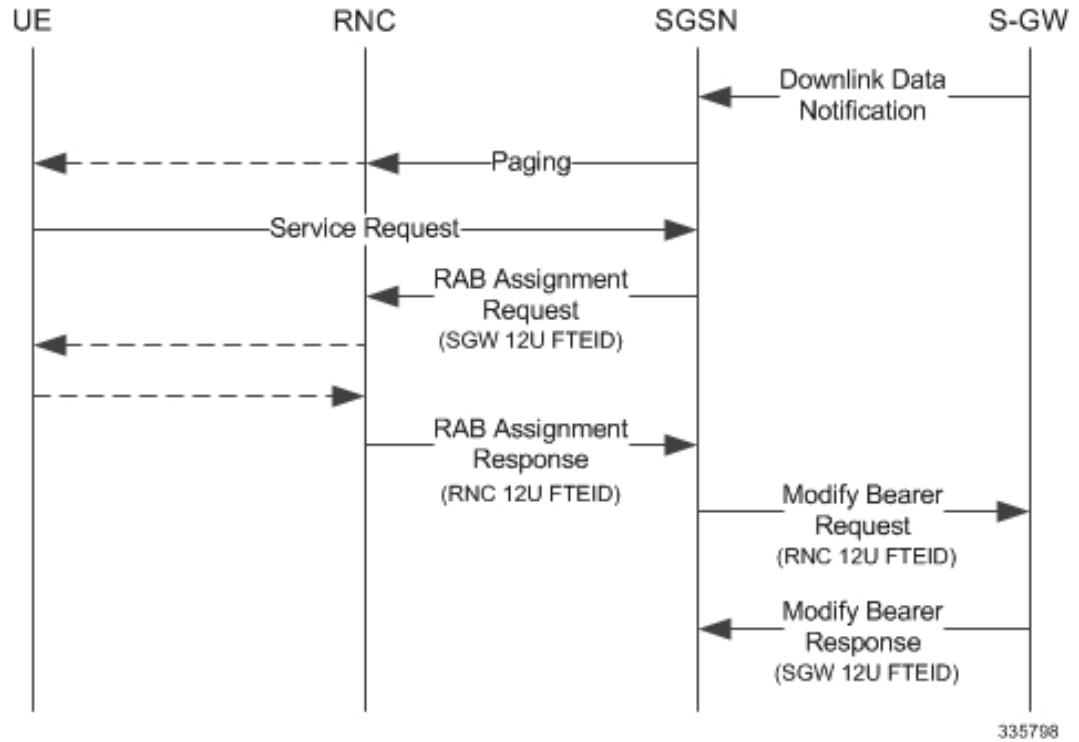 UE RNC SGSN S-GW
Downlink Data
Notification
Paging
Service Request
RAB Assignment
Request
(SGW 12U FTEID)
RAB Assignment
Response
(RNC 12U FTEID)
Modify Bearer
Request
(RNC 12U FTEID)
Modify Bearer
Response
(SGW 12U FTEID)
335798